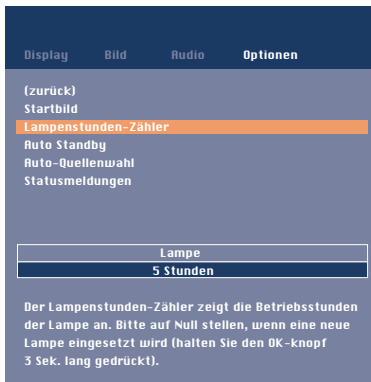 Display Bild Audio Optionen
(zurück)
Startbild
Lampenstunden-Zähler
Auto Standby
Auto-Quellenwahl
Statusmeldungen
Lampe
5 Stunden
Der Lampenstunden-Zähler zeigt die Betriebsstunden
der Lampe an. Bitte auf Null stellen, wenn eine neue
Lampe eingesetzt wird (halten Sie den OK-knopf
3 Sek. lang gedrückt).